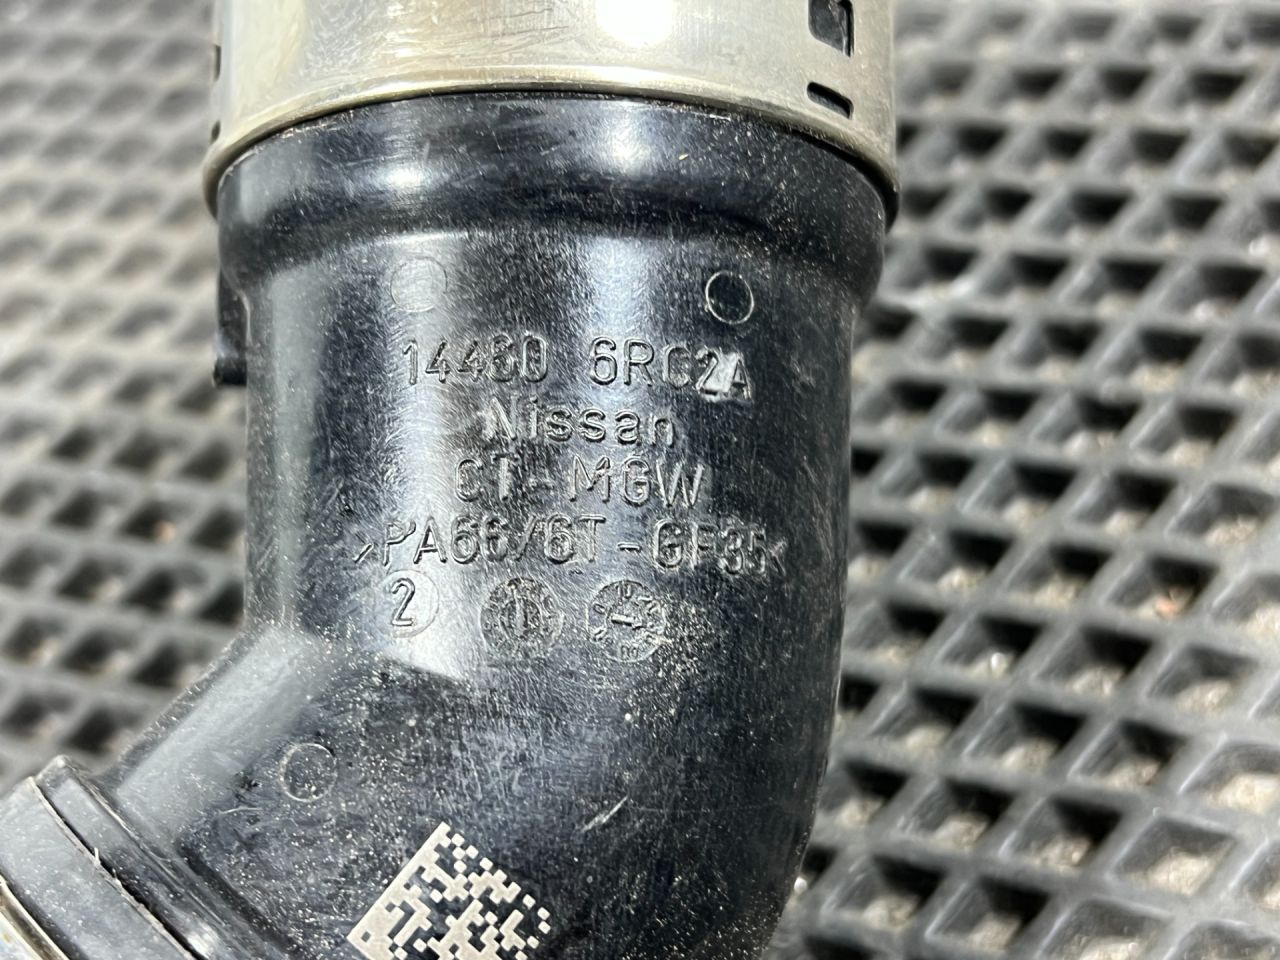 14460 6RC2A
Nissan
CT-MGW
>PA66/6T-GF35<
2